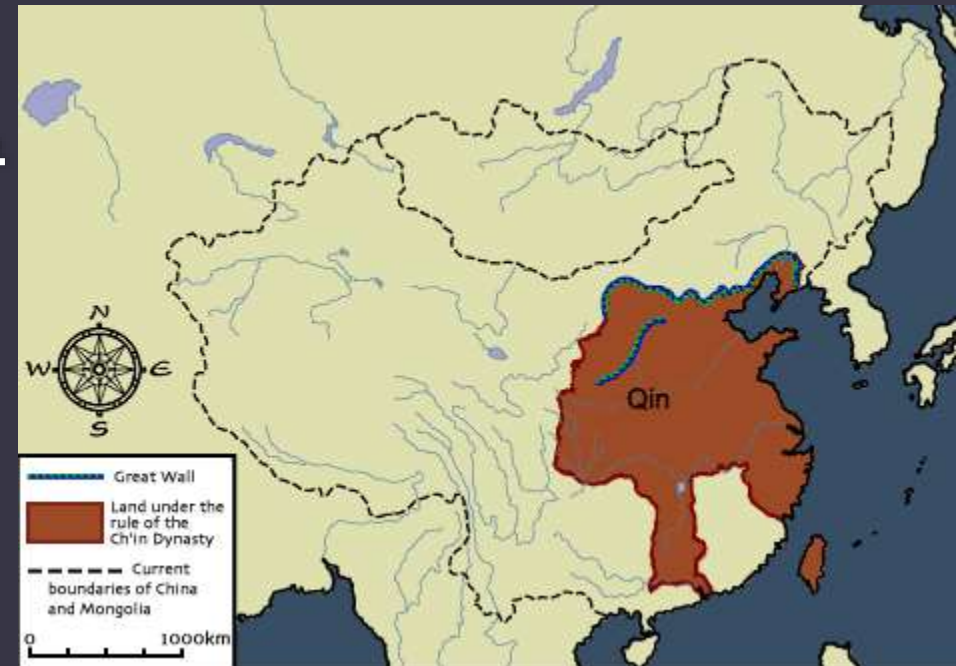 N
W E
S
Qin
Great Wall
Land under the
rule of the
Ch'in Dynasty
Current
boundaries of China
and Mongolia
0 1000km